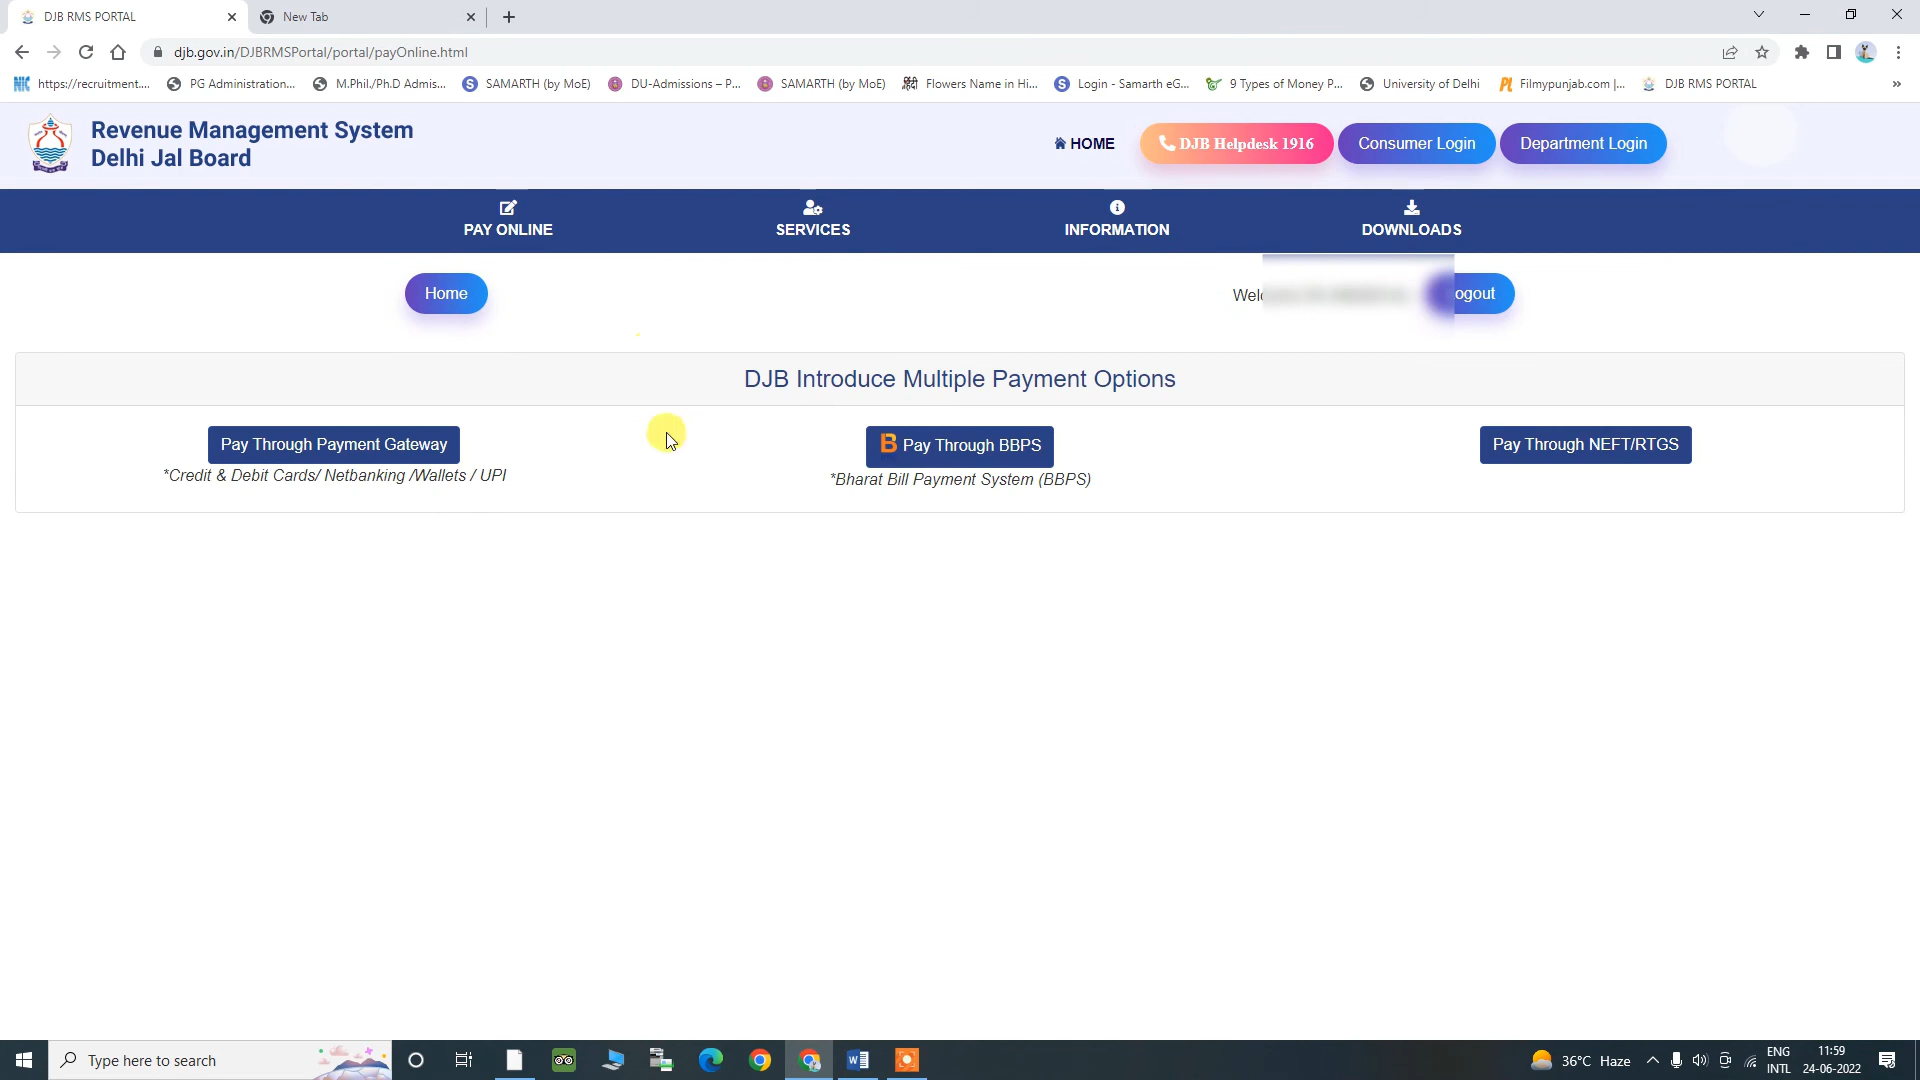 DJB RMS PORTAL
New Tab
djb.gov.in/DJBRMSPortal/portal/payOnline.html
https://recruitment....
PG Administration...
M.Phil./Ph.D Admis...
SAMARTH (by MoE)
DU-Admissions – P...
SAMARTH (by MoE)
Flowers Name in Hi...
Login - Samarth eG...
9 Types of Money P...
University of Delhi
Filmypunjab.com |...
DJB RMS PORTAL
»
Revenue Management System
Delhi Jal Board
HOME
DJB Helpdesk 1916
Consumer Login
Department Login
PAY ONLINE
SERVICES
INFORMATION
DOWNLOADS
Home
Welc
ogout
DJB Introduce Multiple Payment Options
Pay Through Payment Gateway
*Credit & Debit Cards/ Netbanking /Wallets / UPI
B Pay Through BBPS
*Bharat Bill Payment System (BBPS)
Pay Through NEFT/RTGS
Type here to search
36°C Haze
ENG
INTL
11:59
24-06-2022